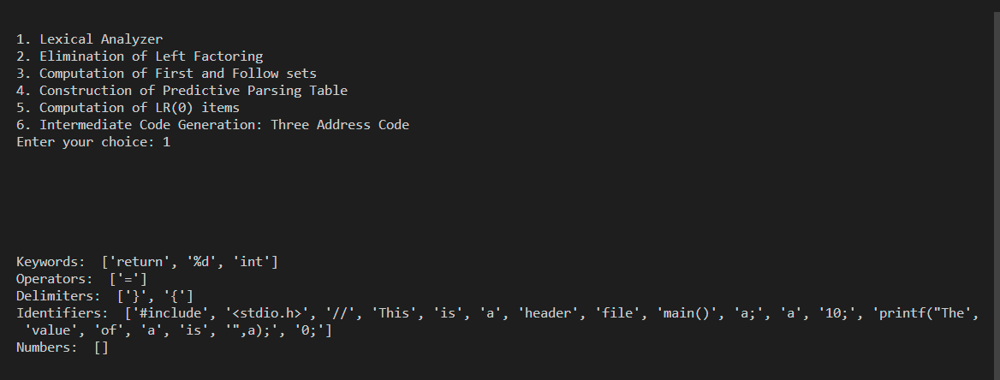 1. Lexical Analyzer
2. Elimination of Left Factoring
3. Computation of First and Follow sets
4. Construction of Predictive Parsing Table
5. Computation of LR(0) items
6. Intermediate Code Generation: Three Address Code
Enter your choice: 1
Keywords:  ['return', '%d', 'int']
Operators:  ['=']
Delimiters:  ['}', '{']
Identifiers:  ['#include', '<stdio.h>', '//', 'This', 'is', 'a', 'header', 'file', 'main()', 'a;', 'a', '10;', 'printf("The',
'value', 'of', 'a', 'is', '",a);', '0;']
Numbers:  []